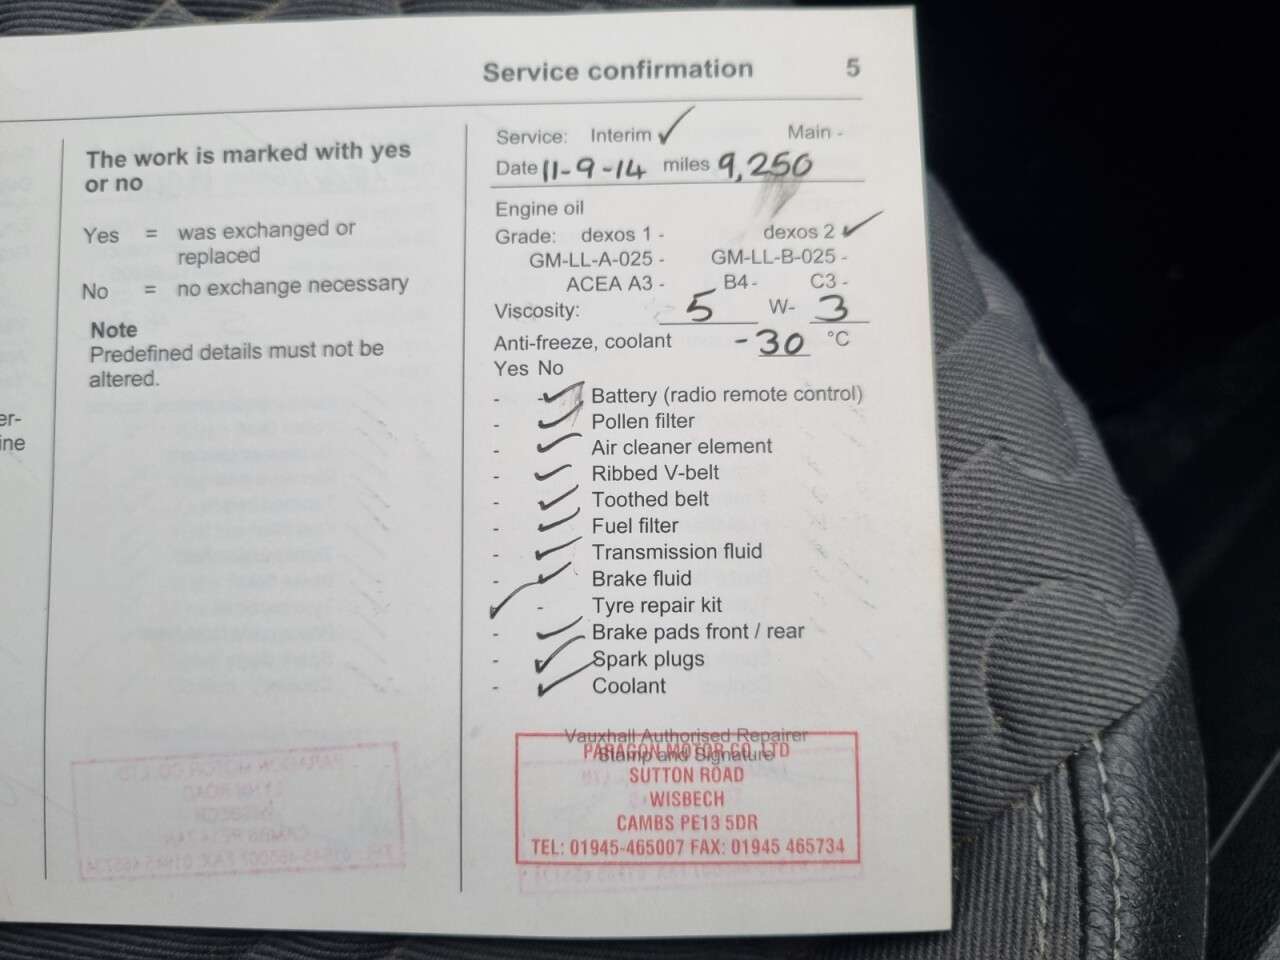 Service confirmation 5
er-
ine
The work is marked with yes
or no
Yes = was exchanged or
replaced
No = no exchange necessary
Note
Predefined details must not be
altered.
Service: Interim ✓ Main -
Date 11-9-14 miles 9,250
Engine oil
Grade: dexos 1 - dexos 2 ✓
GM-LL-A-025 - GM-LL-B-025 -
ACEA A3 - B4 - C3 -
Viscosity: 5 W- 3
Anti-freeze, coolant -30 °C
Yes No
- ✓ Battery (radio remote control)
- ✓ Pollen filter
- ✓ Air cleaner element
- ✓ Ribbed V-belt
- ✓ Toothed belt
- ✓ Fuel filter
- ✓ Transmission fluid
- ✓ Brake fluid
✓ - Tyre repair kit
- ✓ Brake pads front / rear
- ✓ Spark plugs
- ✓ Coolant
Vauxhall Authorised Repairer
Stamp and Signature
PARAGON MOTOR CO. LTD
SUTTON ROAD
WISBECH
CAMBS PE13 5DR
TEL: 01945-465007 FAX: 01945 465734